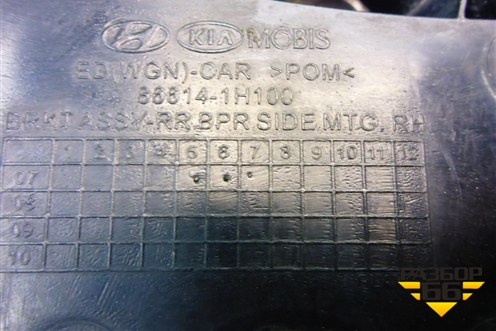 KIA MOBIS
ED(WGN)-CAR >POM<
86614-1H100
BRKT ASSY-RR BPR SIDE MTG, RH
1 2 3 4 5 6 7 8 9 10 11 12
07
08
09
10
РАЗБОР
66